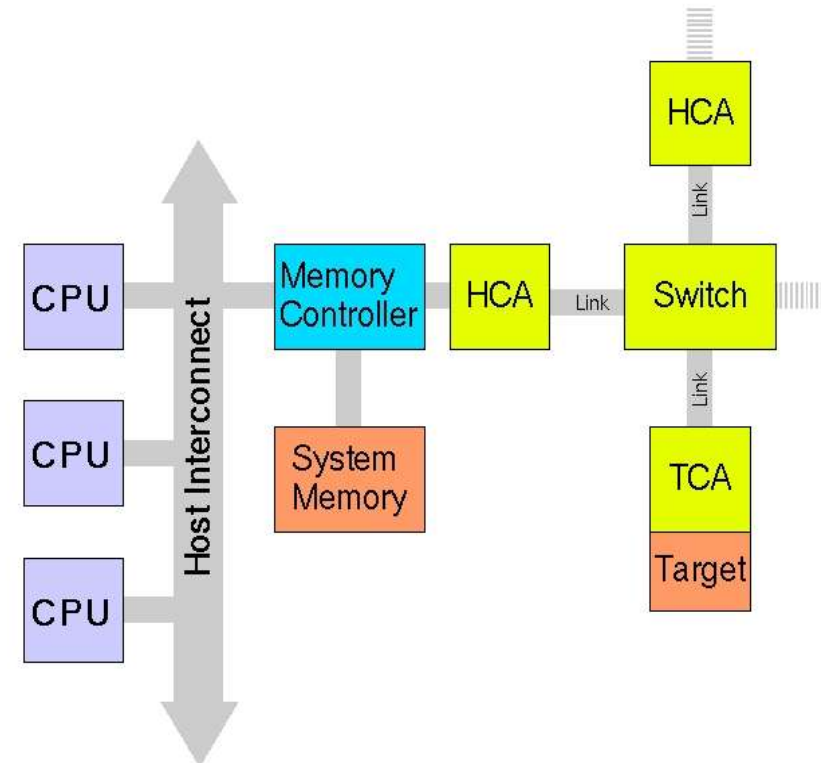 HCA
Link
CPU
Memory
Controller
HCA
Link
Switch
Host Interconnect
Link
CPU
System
Memory
TCA
Target
CPU